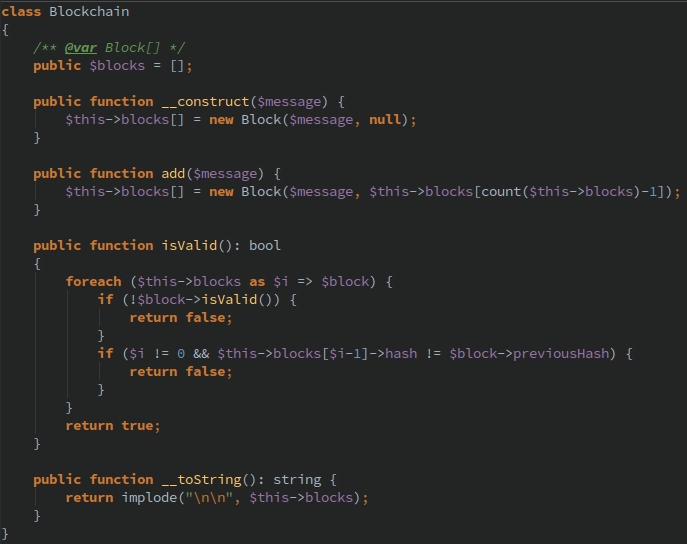 class Blockchain
{
    /** @var Block[] */
    public $blocks = [];

    public function __construct($message) {
        $this->blocks[] = new Block($message, null);
    }

    public function add($message) {
        $this->blocks[] = new Block($message, $this->blocks[count($this->blocks)-1]);
    }

    public function isValid(): bool
    {
        foreach ($this->blocks as $i => $block) {
            if (!$block->isValid()) {
                return false;
            }
            if ($i != 0 && $this->blocks[$i-1]->hash != $block->previousHash) {
                return false;
            }
        }
        return true;
    }

    public function __toString(): string {
        return implode("\n\n", $this->blocks);
    }
}